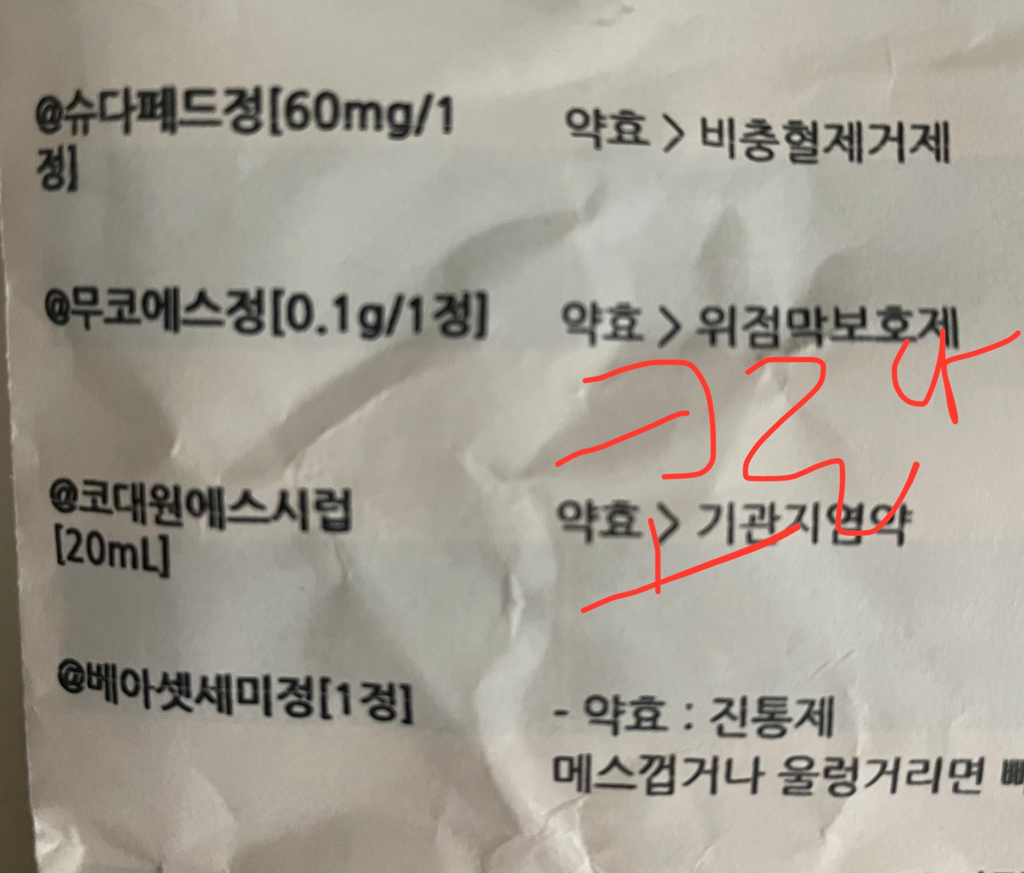 @슈다페드정[60mg/1
정]
약효 > 비충혈제거제
@무코에스정[0.1g/1정]
약효 > 위점막보호제
코로나
@코대원에스시럽
[20mL]
약효 > 기관지염약
@베아셋세미정[1정]
- 약효 : 진통제
메스껍거나 울렁거리면